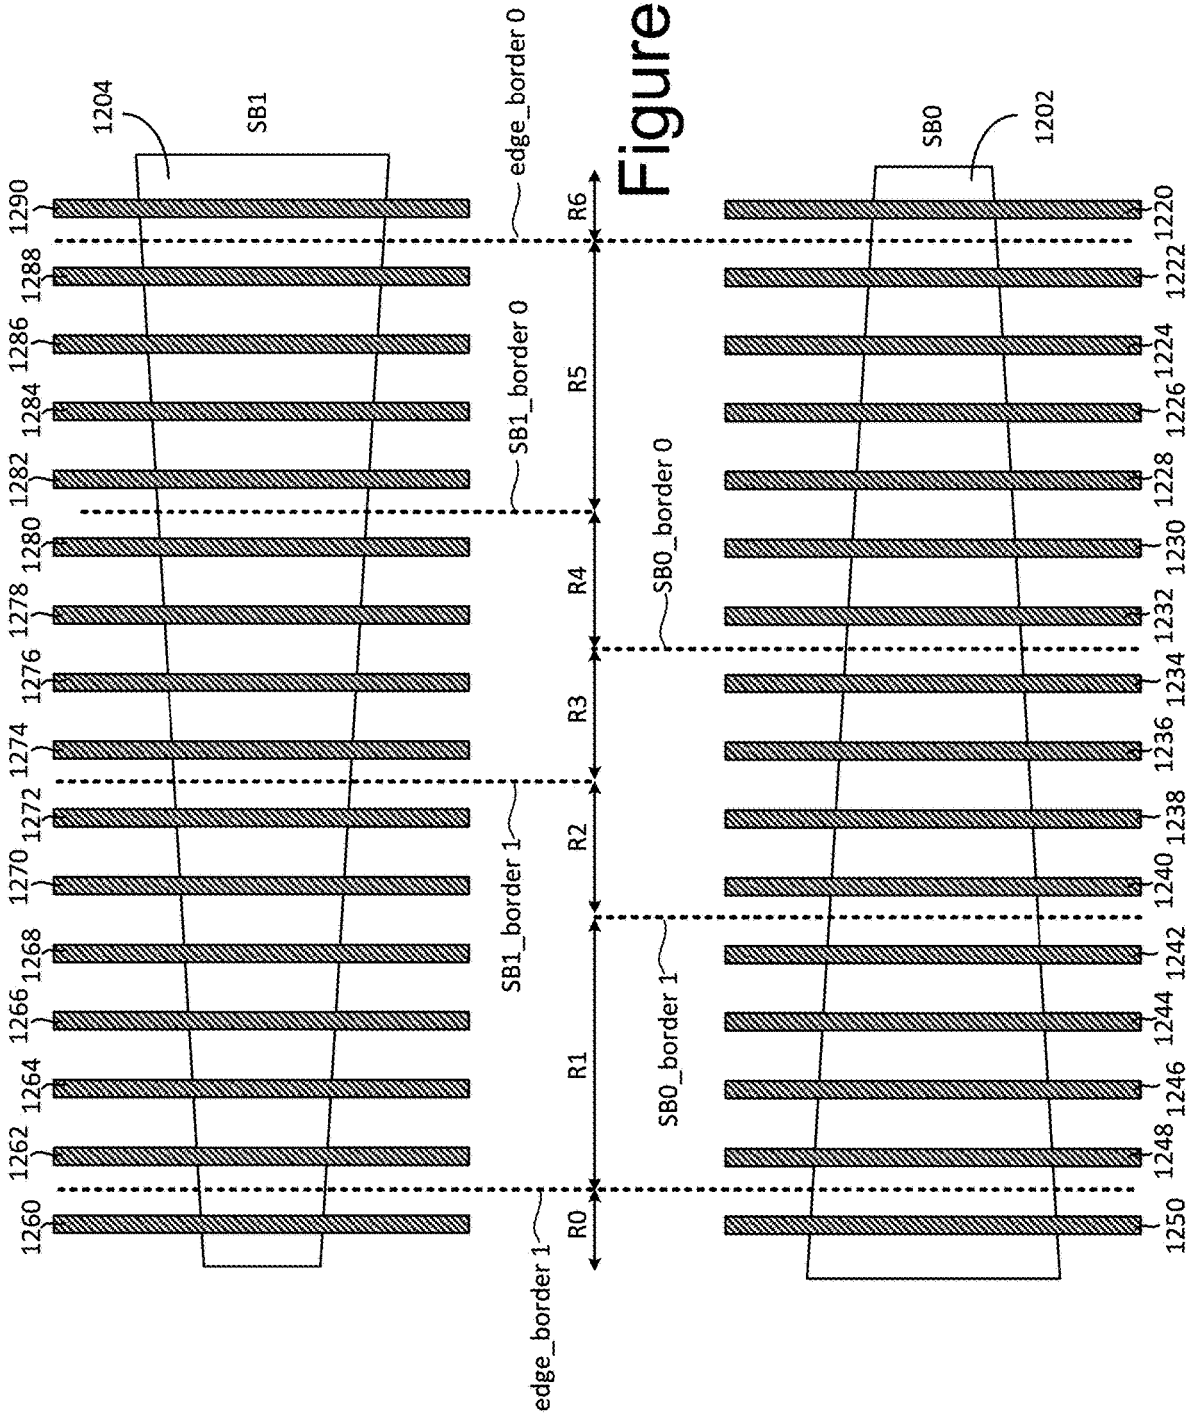 1204
SB1
1290
1288
1286
1284
1282
1280
1278
1276
1274
1272
1270
1268
1266
1264
1262
1260
edge_border 0
SB1_border 0
SB1_border 1
edge_border 1
R6
R5
R4
R3
R2
R1
R0
Figure
SB0_border 0
SB0_border 1
SB0
1202
1220
1222
1224
1226
1228
1230
1232
1234
1236
1238
1240
1242
1244
1246
1248
1250